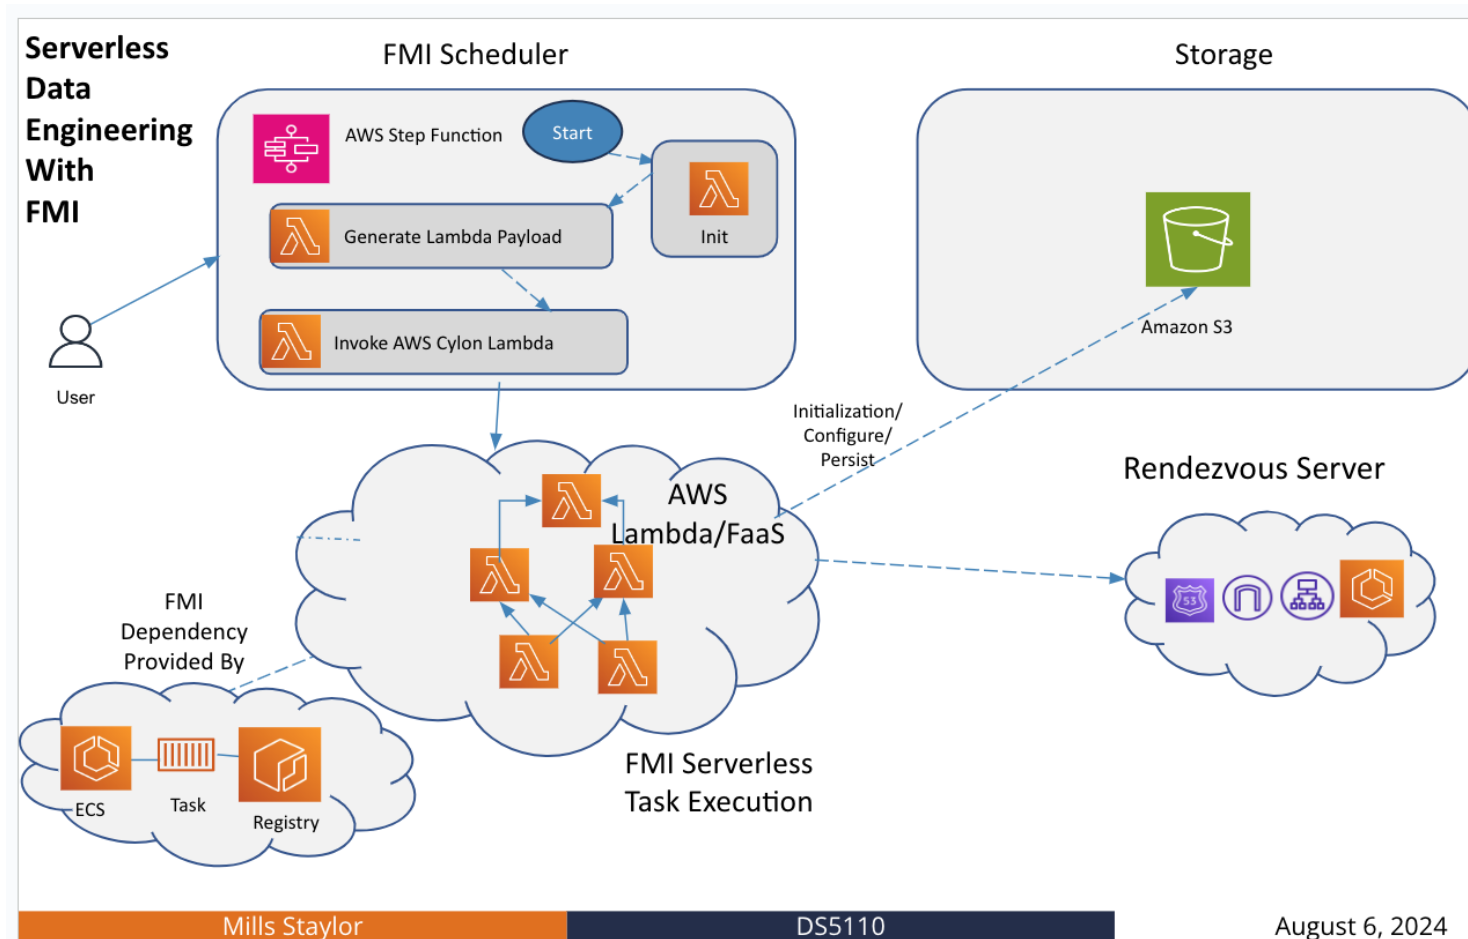 Serverless
Data
Engineering
With
FMI
FMI Scheduler
Storage
AWS Step Function
Start
Init
Generate Lambda Payload
Invoke AWS Cylon Lambda
User
Amazon S3
Initialization/
Configure/
Persist
AWS
Lambda/FaaS
Rendezvous Server
53
FMI
Dependency
Provided By
ECS
Task
Registry
FMI Serverless
Task Execution
Mills Staylor
DS5110
August 6, 2024